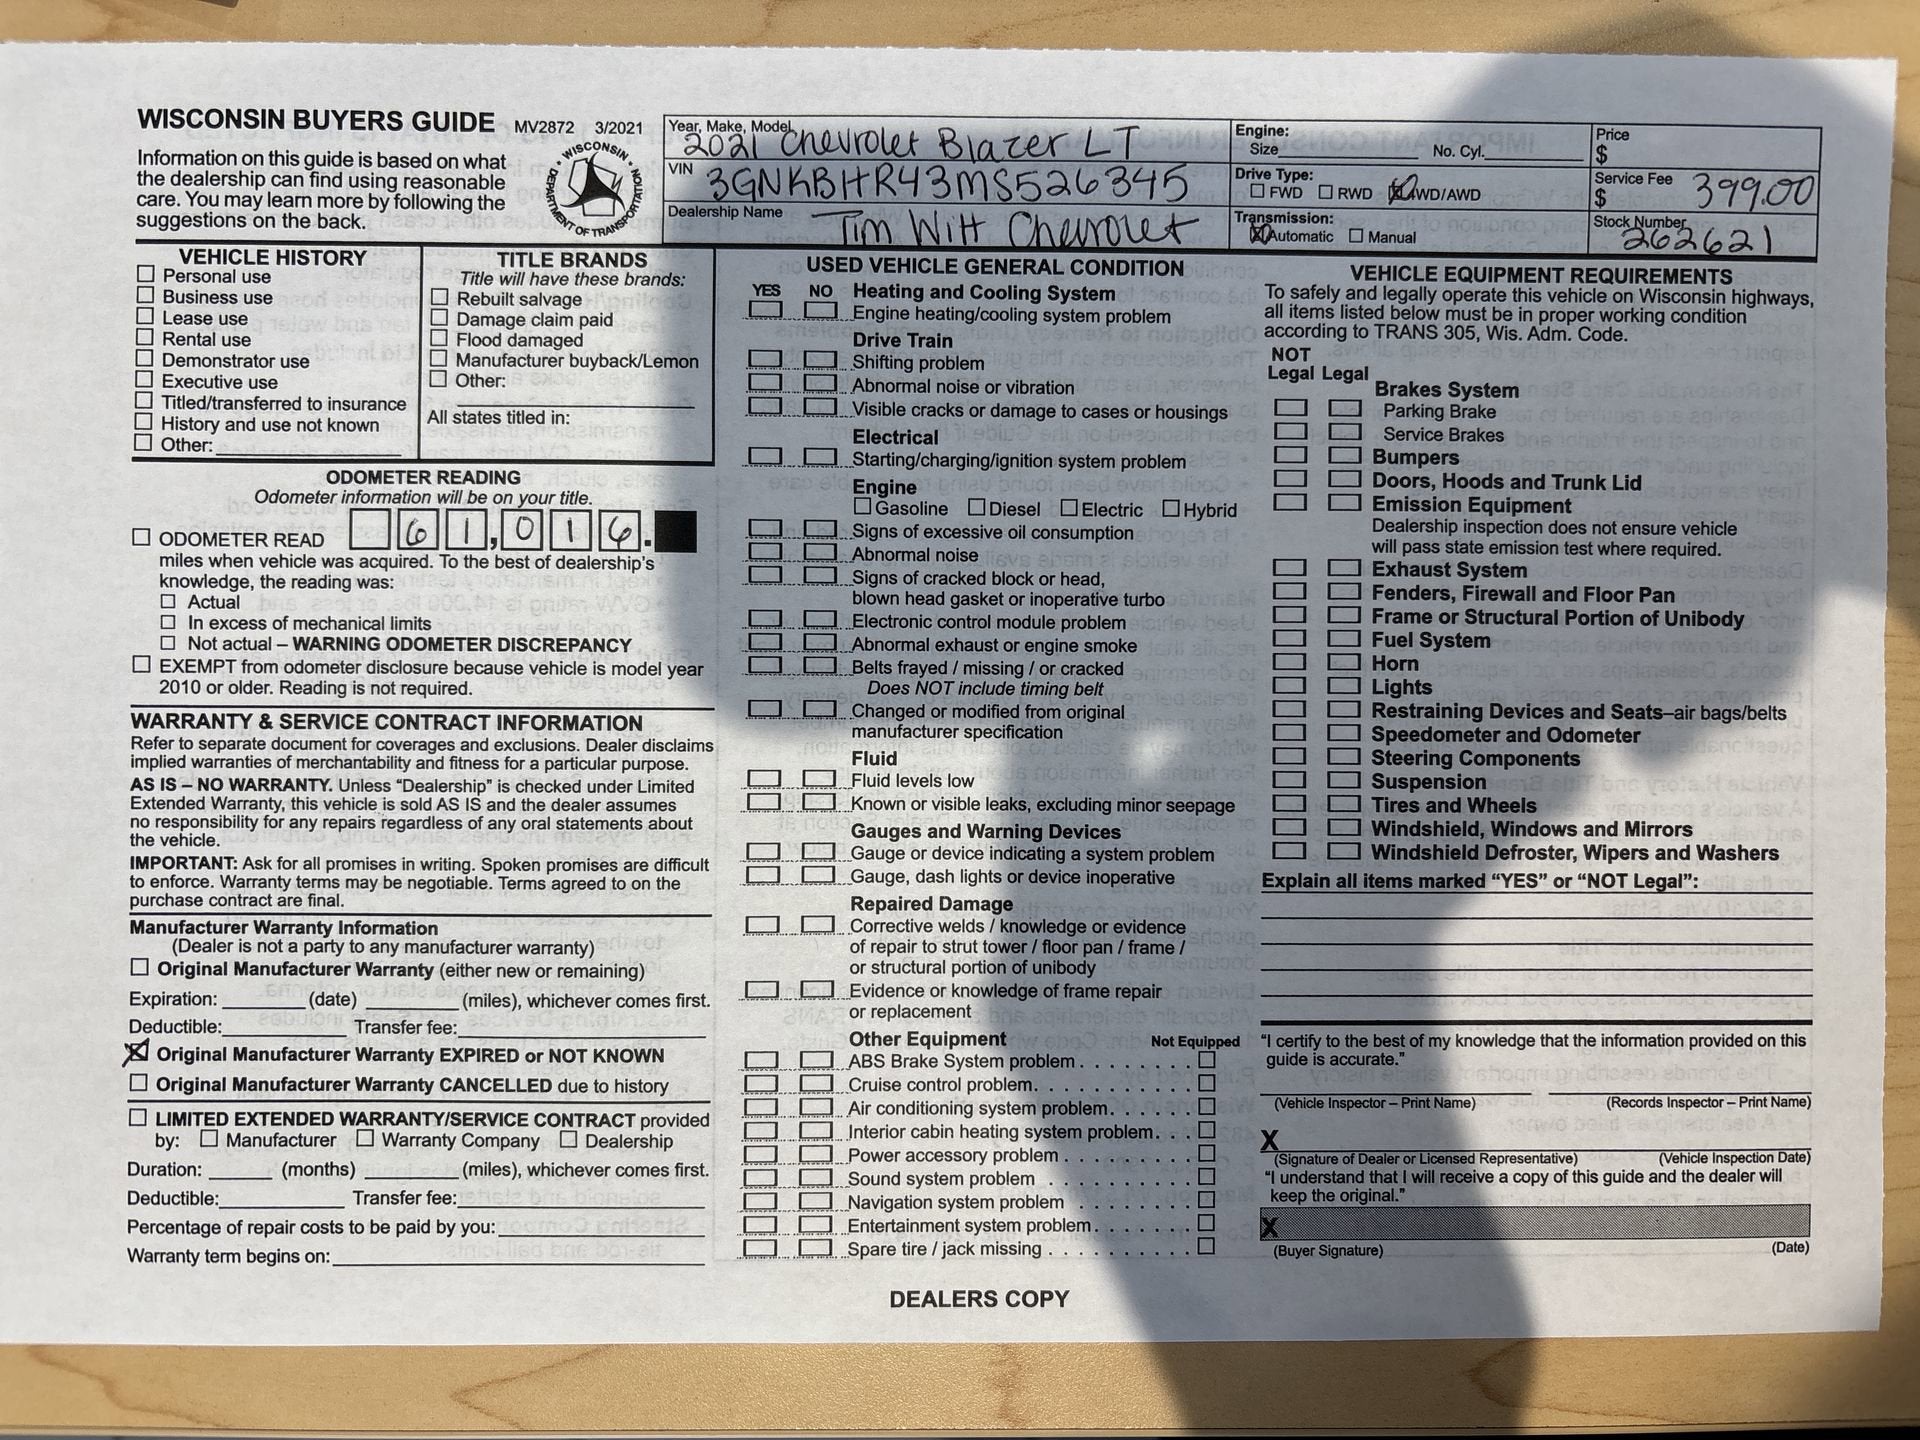 WISCONSIN BUYERS GUIDE MV2872 3/2021
Information on this guide is based on what
the dealership can find using reasonable
care. You may learn more by following the
suggestions on the back.
WISCONSIN
DEPARTMENT OF TRANSPORTATION
Year, Make, Model
2021 Chevrolet Blazer LT
VIN
3GNKBHR43MS526345
Dealership Name
Tim Witt Chevrolet
Engine:
Size No. Cyl.
Drive Type:
FWD RWD 4WD/AWD
Transmission:
Automatic Manual
Price
$
Service Fee
$ 399.00
Stock Number
262621
VEHICLE HISTORY
Personal use
Business use
Lease use
Rental use
Demonstrator use
Executive use
Titled/transferred to insurance
History and use not known
Other:
TITLE BRANDS
Title will have these brands:
Rebuilt salvage
Damage claim paid
Flood damaged
Manufacturer buyback/Lemon
Other:
All states titled in:
ODOMETER READING
Odometer information will be on your title.
ODOMETER READ 61,016.
miles when vehicle was acquired. To the best of dealership's
knowledge, the reading was:
Actual
In excess of mechanical limits
Not actual – WARNING ODOMETER DISCREPANCY
EXEMPT from odometer disclosure because vehicle is model year
2010 or older. Reading is not required.
WARRANTY & SERVICE CONTRACT INFORMATION
Refer to separate document for coverages and exclusions. Dealer disclaims
implied warranties of merchantability and fitness for a particular purpose.
AS IS – NO WARRANTY. Unless "Dealership" is checked under Limited
Extended Warranty, this vehicle is sold AS IS and the dealer assumes
no responsibility for any repairs regardless of any oral statements about
the vehicle.
IMPORTANT: Ask for all promises in writing. Spoken promises are difficult
to enforce. Warranty terms may be negotiable. Terms agreed to on the
purchase contract are final.
Manufacturer Warranty Information
(Dealer is not a party to any manufacturer warranty)
Original Manufacturer Warranty (either new or remaining)
Expiration: (date) (miles), whichever comes first.
Deductible: Transfer fee:
Original Manufacturer Warranty EXPIRED or NOT KNOWN
Original Manufacturer Warranty CANCELLED due to history
LIMITED EXTENDED WARRANTY/SERVICE CONTRACT provided
by: Manufacturer Warranty Company Dealership
Duration: (months) (miles), whichever comes first.
Deductible: Transfer fee:
Percentage of repair costs to be paid by you:
Warranty term begins on:
USED VEHICLE GENERAL CONDITION
YES NO Heating and Cooling System
Engine heating/cooling system problem
Drive Train
Shifting problem
Abnormal noise or vibration
Visible cracks or damage to cases or housings
Electrical
Starting/charging/ignition system problem
Engine
Gasoline Diesel Electric Hybrid
Signs of excessive oil consumption
Abnormal noise
Signs of cracked block or head,
blown head gasket or inoperative turbo
Electronic control module problem
Abnormal exhaust or engine smoke
Belts frayed / missing / or cracked
Does NOT include timing belt
Changed or modified from original
manufacturer specification
Fluid
Fluid levels low
Known or visible leaks, excluding minor seepage
Gauges and Warning Devices
Gauge or device indicating a system problem
Gauge, dash lights or device inoperative
Repaired Damage
Corrective welds / knowledge or evidence
of repair to strut tower / floor pan / frame /
or structural portion of unibody
Evidence or knowledge of frame repair
or replacement
Other Equipment Not Equipped
ABS Brake System problem
Cruise control problem
Air conditioning system problem
Interior cabin heating system problem
Power accessory problem
Sound system problem
Navigation system problem
Entertainment system problem
Spare tire / jack missing
VEHICLE EQUIPMENT REQUIREMENTS
To safely and legally operate this vehicle on Wisconsin highways,
all items listed below must be in proper working condition
according to TRANS 305, Wis. Adm. Code.
NOT
Legal Legal
Brakes System
Parking Brake
Service Brakes
Bumpers
Doors, Hoods and Trunk Lid
Emission Equipment
Dealership inspection does not ensure vehicle
will pass state emission test where required.
Exhaust System
Fenders, Firewall and Floor Pan
Frame or Structural Portion of Unibody
Fuel System
Horn
Lights
Restraining Devices and Seats–air bags/belts
Speedometer and Odometer
Steering Components
Suspension
Tires and Wheels
Windshield, Windows and Mirrors
Windshield Defroster, Wipers and Washers
Explain all items marked "YES" or "NOT Legal":
"I certify to the best of my knowledge that the information provided on this
guide is accurate."
(Vehicle Inspector – Print Name) (Records Inspector – Print Name)
X
(Signature of Dealer or Licensed Representative) (Vehicle Inspection Date)
"I understand that I will receive a copy of this guide and the dealer will
keep the original."
X
(Buyer Signature) (Date)
DEALERS COPY